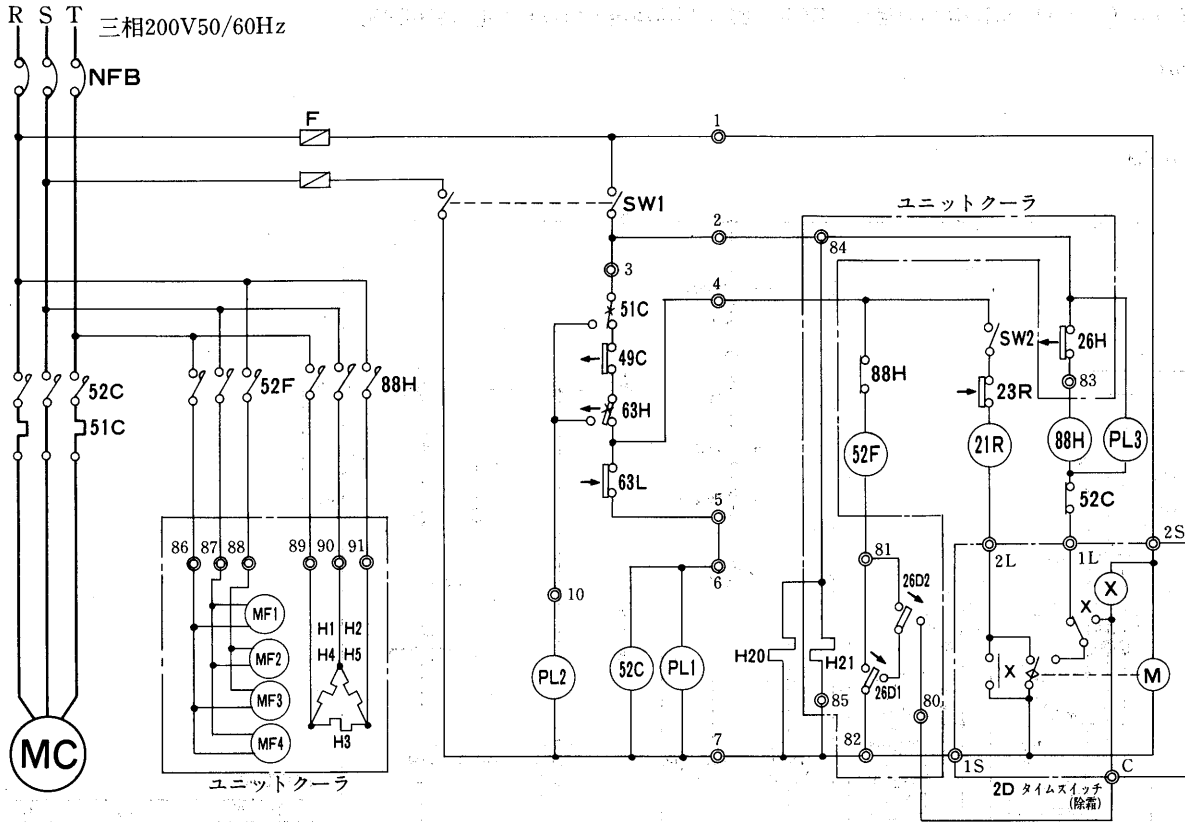 R S T
三相200V50/60Hz
NFB
F
1
SW1
ユニットクーラ
2
84
3
4
51C
SW2
26H
49C
88H
23R
83
52C
52F
88H
63H
51C
52F
21R
88H
PL3
63L
52C
5
86
87
88
89
90
91
81
2L
1L
2S
6
26D2
X
10
MF1
X
H1
H2
MF2
H4
H5
PL2
52C
PL1
H20
H21
X
M
26D1
MF3
85
80
MF4
H3
MC
7
82
1S
C
ユニットクーラ
2D タイムスイッチ
(除霜)